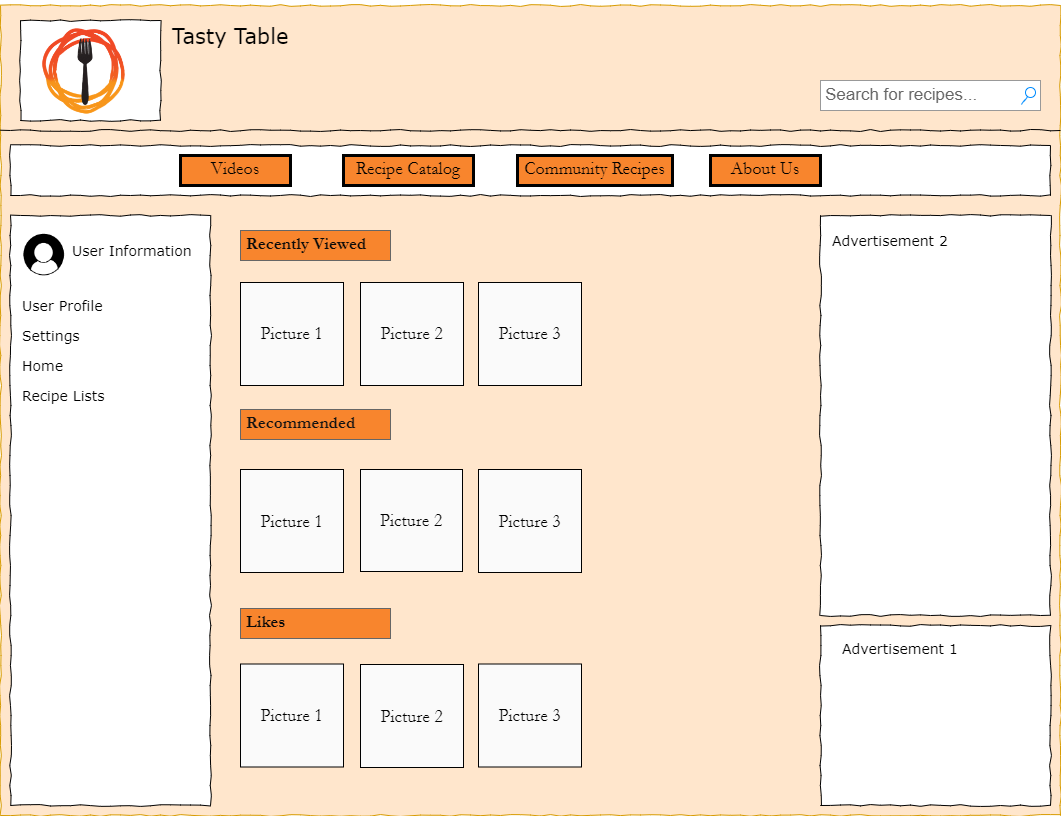 Tasty Table
Search for recipes...
Videos
Recipe Catalog
Community Recipes
About Us
User Information
User Profile
Settings
Home
Recipe Lists
Recently Viewed
Picture 1
Picture 2
Picture 3
Recommended
Picture 1
Picture 2
Picture 3
Likes
Picture 1
Picture 2
Picture 3
Advertisement 2
Advertisement 1